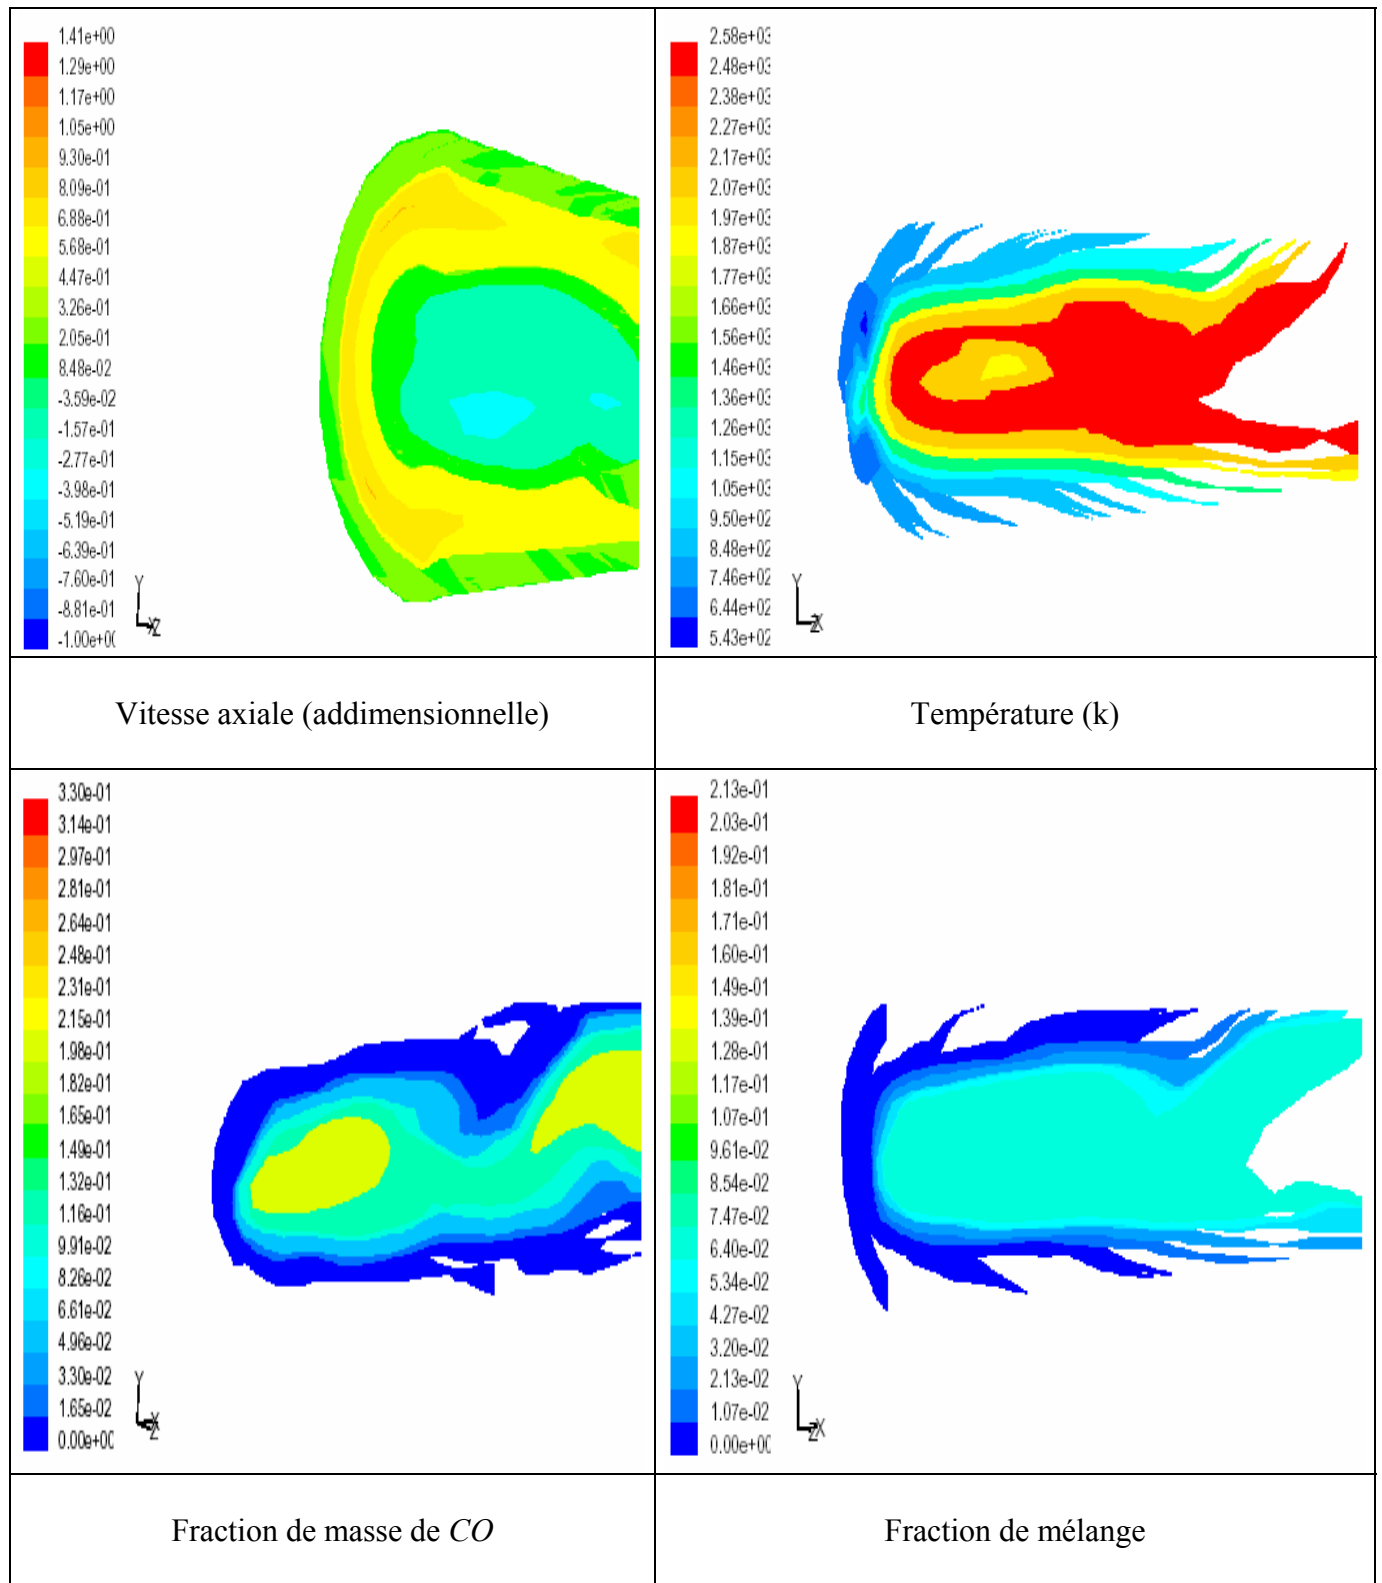 1.41e+00
1.29e+00
1.17e+00
1.05e+00
9.30e-01
8.09e-01
6.88e-01
5.68e-01
4.47e-01
3.26e-01
2.05e-01
8.48e-02
-3.59e-02
-1.57e-01
-2.77e-01
-3.98e-01
-5.19e-01
-6.39e-01
-7.60e-01
-8.81e-01
-1.00e+00
Y
X
Z
2.58e+03
2.48e+03
2.38e+03
2.27e+03
2.17e+03
2.07e+03
1.97e+03
1.87e+03
1.77e+03
1.66e+03
1.56e+03
1.46e+03
1.36e+03
1.26e+03
1.15e+03
1.05e+03
9.50e+02
8.48e+02
7.46e+02
6.44e+02
5.43e+02
Y
Z
X
Vitesse axiale (addimensionnelle)
Température (k)
3.30e-01
3.14e-01
2.97e-01
2.81e-01
2.64e-01
2.48e-01
2.31e-01
2.15e-01
1.98e-01
1.82e-01
1.65e-01
1.49e-01
1.32e-01
1.16e-01
9.91e-02
8.26e-02
6.61e-02
4.96e-02
3.30e-02
1.65e-02
0.00e+00
Y
X
Z
2.13e-01
2.03e-01
1.92e-01
1.81e-01
1.71e-01
1.60e-01
1.49e-01
1.39e-01
1.28e-01
1.17e-01
1.07e-01
9.61e-02
8.54e-02
7.47e-02
6.40e-02
5.34e-02
4.27e-02
3.20e-02
2.13e-02
1.07e-02
0.00e+00
Y
Z
X
Fraction de masse de CO
Fraction de mélange